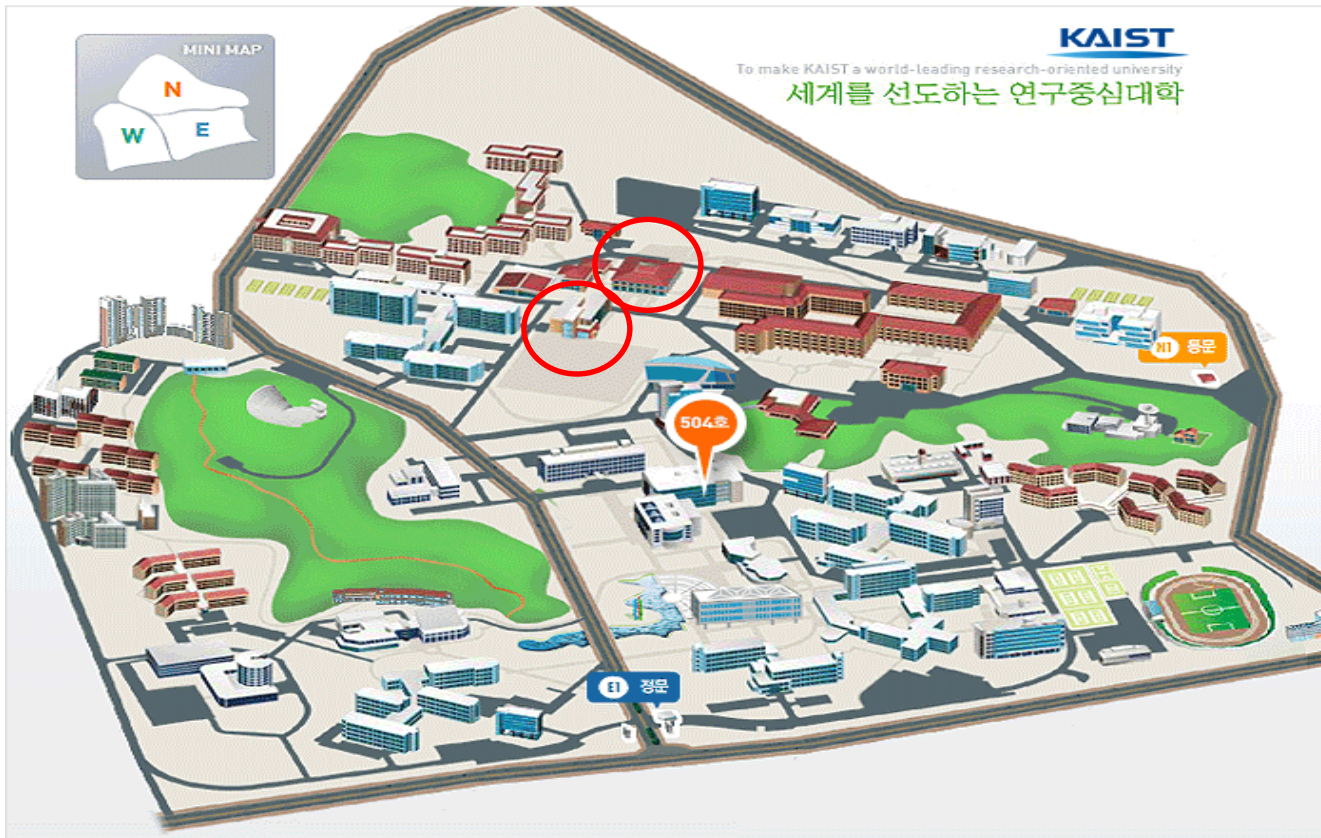 MINI MAP
N
W
E
KAIST
To make KAIST a world-leading research-oriented university
세계를 선도하는 연구중심대학
N1 동문
504호
E1 정문